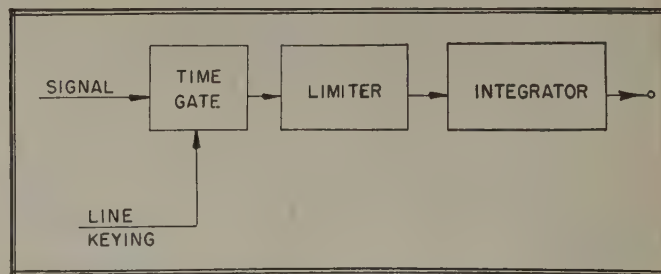 SIGNAL
TIME
GATE
LIMITER
INTEGRATOR
LINE
KEYING